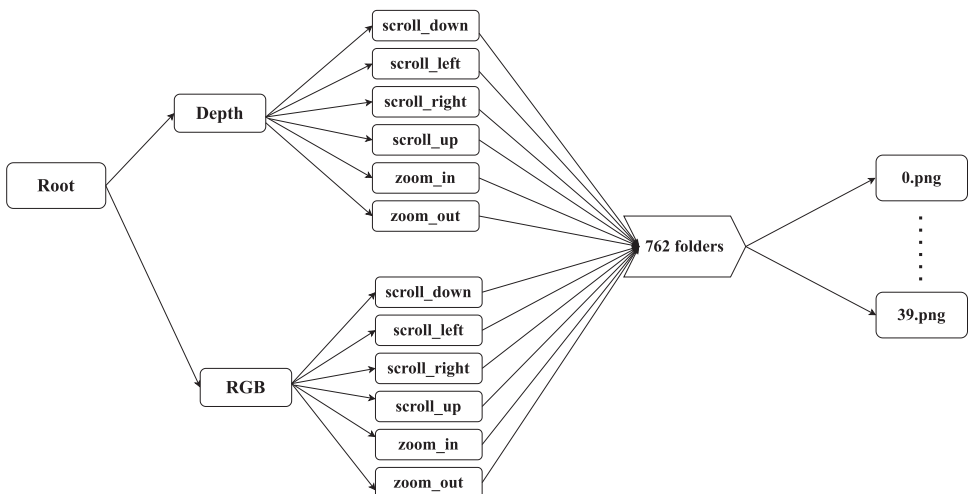 Root
Depth
scroll_down
scroll_left
scroll_right
scroll_up
zoom_in
zoom_out
RGB
scroll_down
scroll_left
scroll_right
scroll_up
zoom_in
zoom_out
762 folders
0.png
39.png